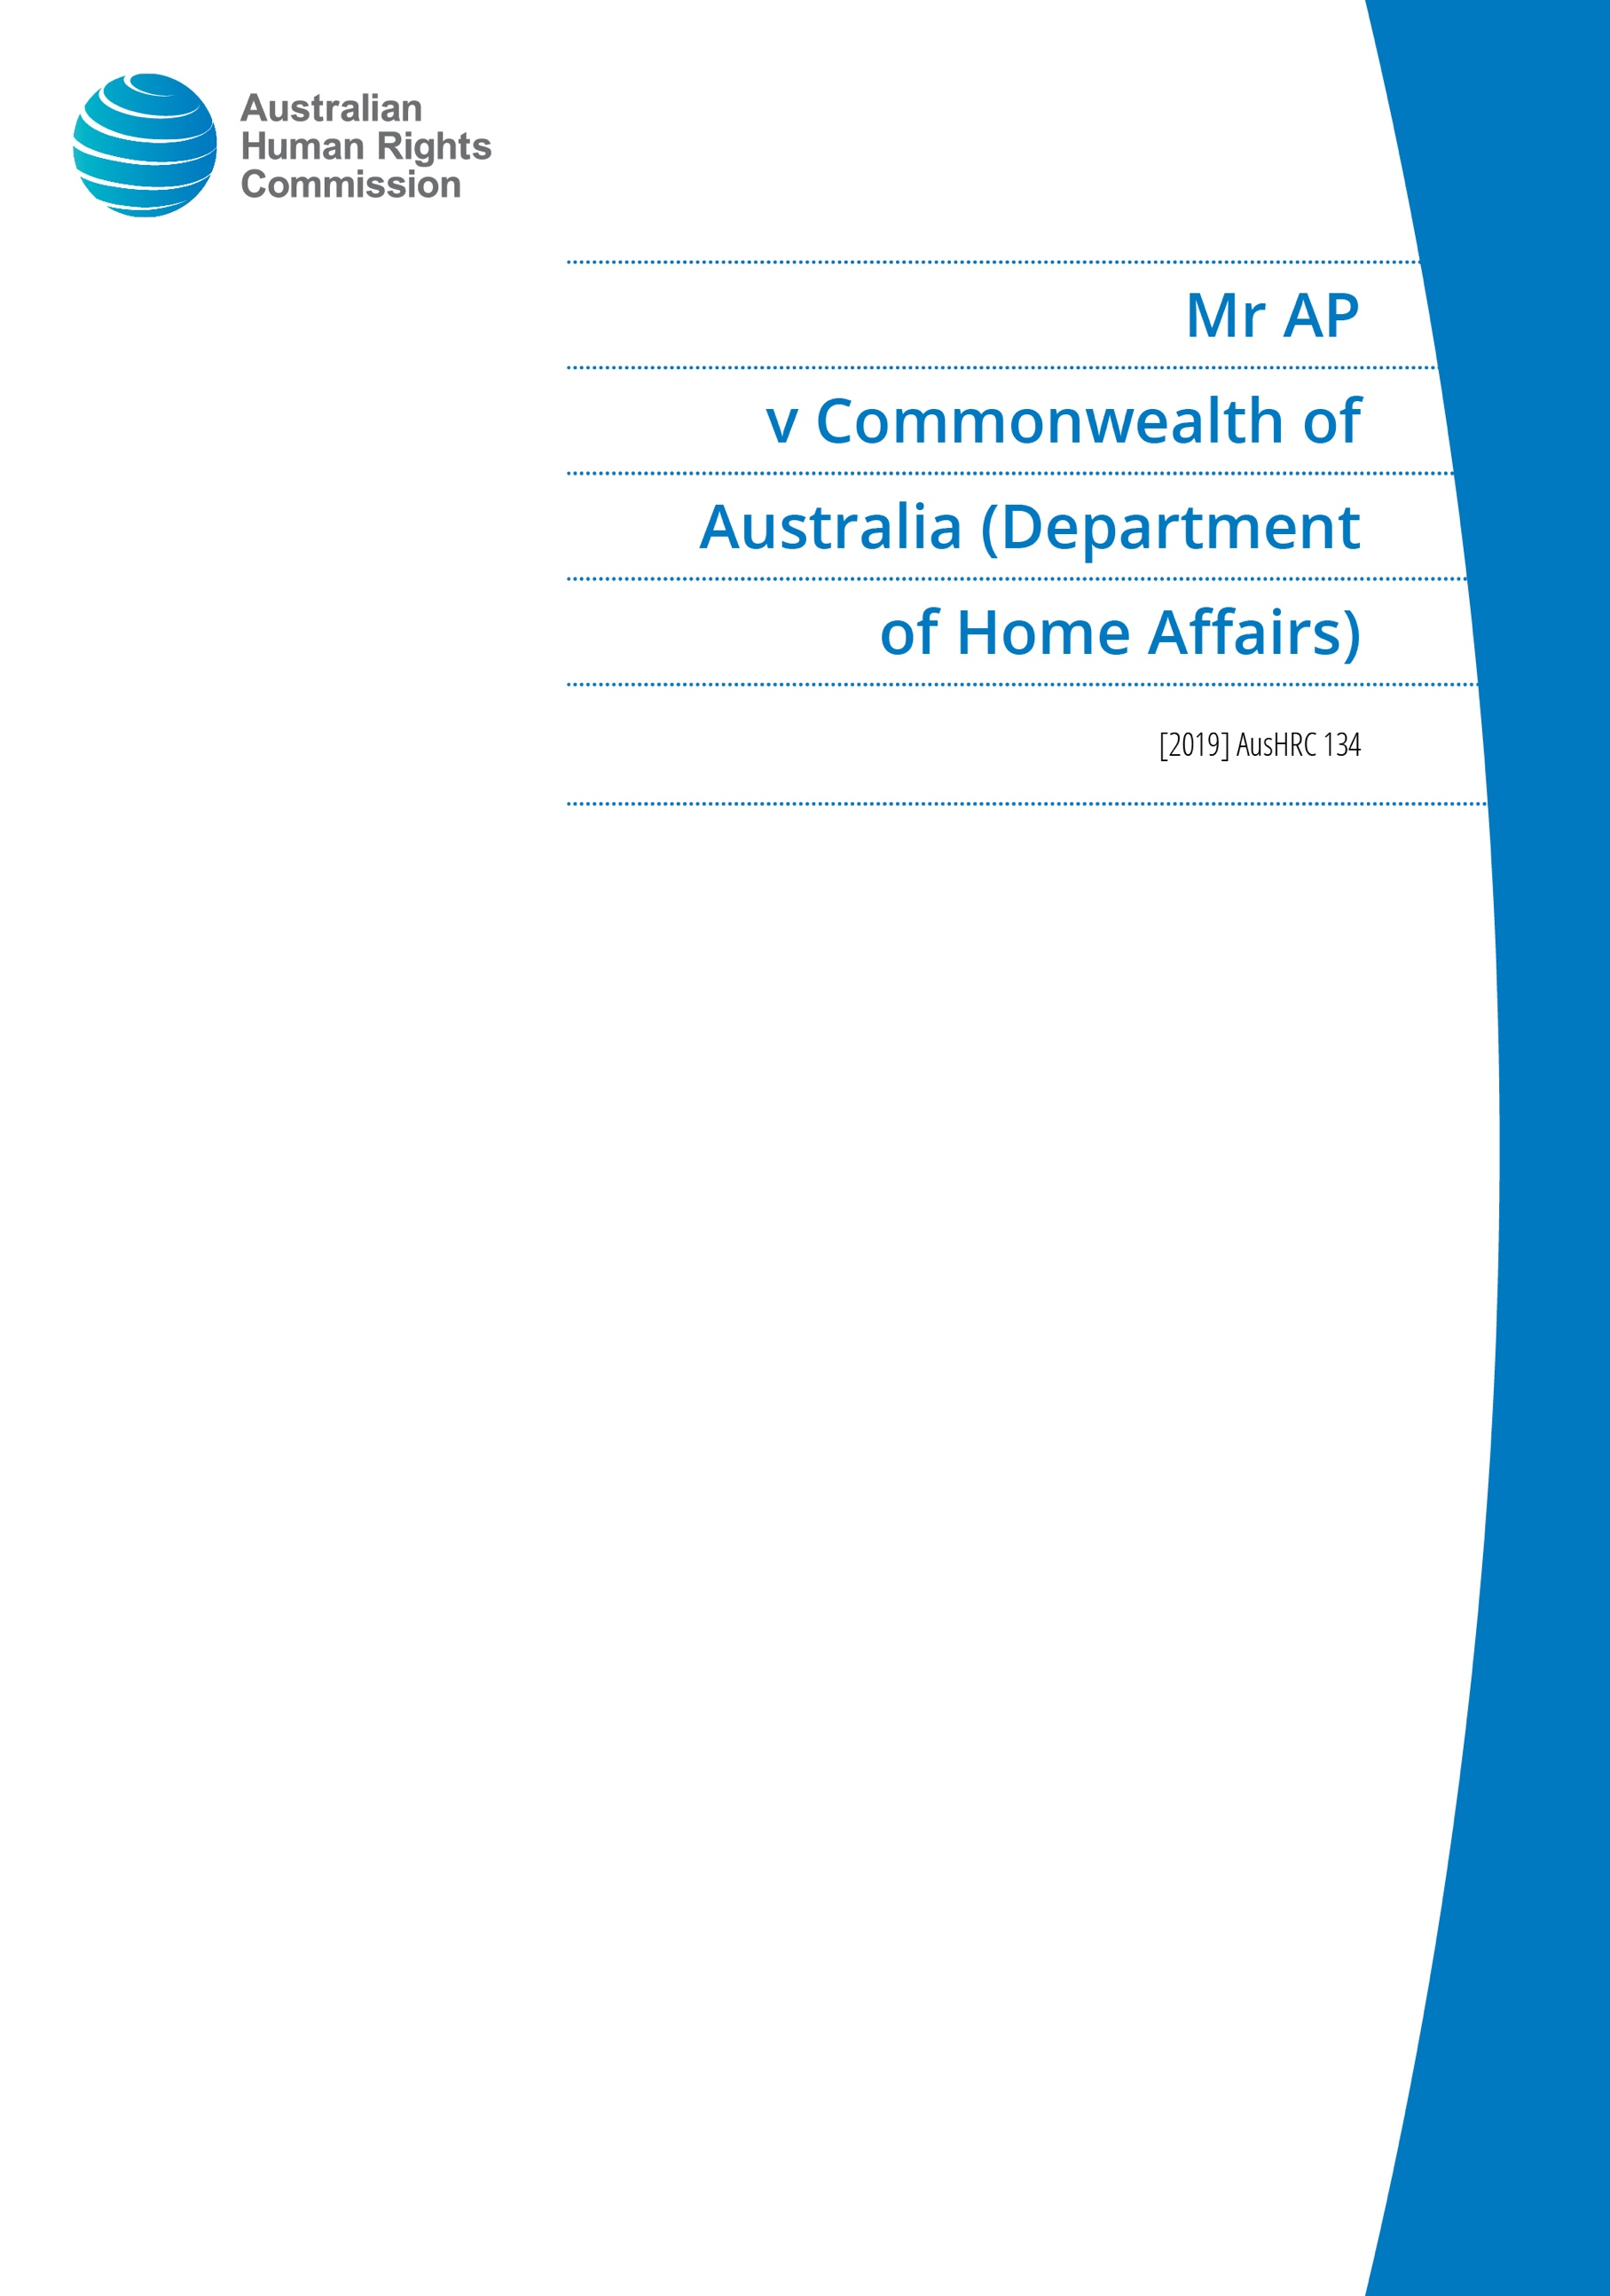 Australian
Human Rights
Commission
Mr AP
v Commonwealth of
Australia (Department
of Home Affairs)
[2019] AusHRC 134